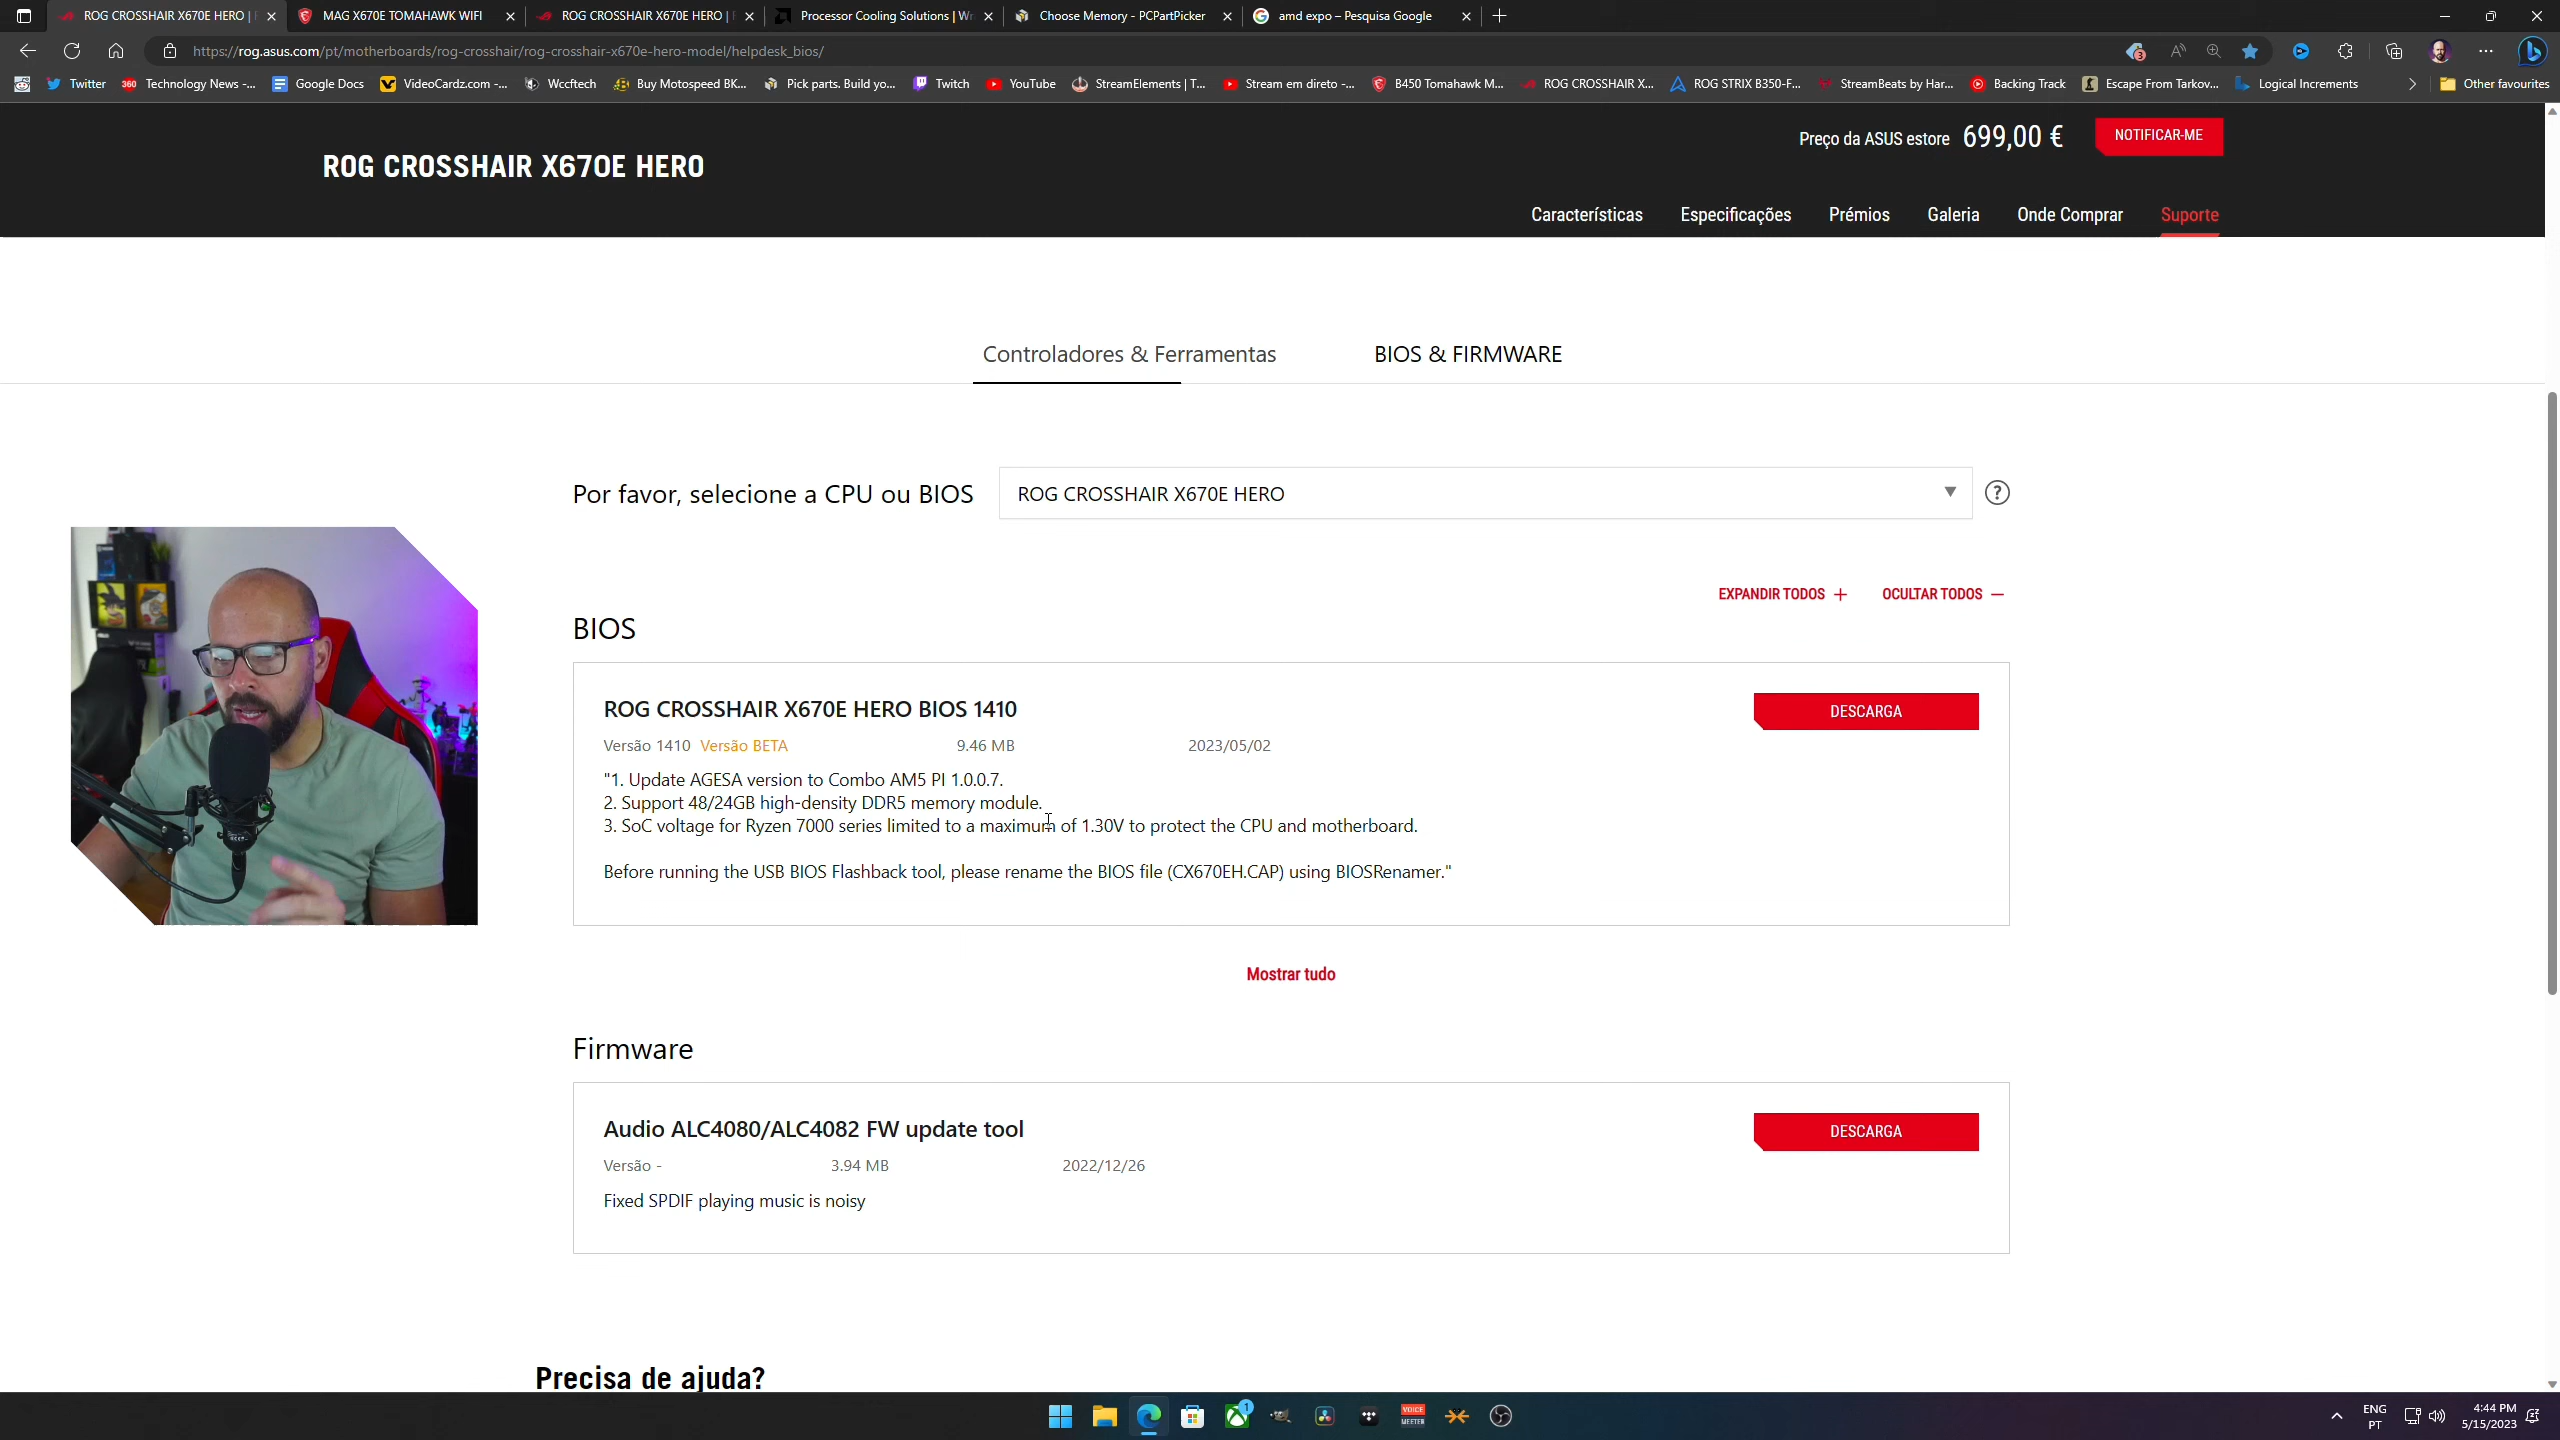 ROG CROSSHAIR X670E HERO |
MAG X670E TOMAHAWK WIFI
ROG CROSSHAIR X670E HERO |
Processor Cooling Solutions | Wr
Choose Memory - PCPartPicker
amd expo – Pesquisa Google
https://rog.asus.com/pt/motherboards/rog-crosshair/rog-crosshair-x670e-hero-model/helpdesk_bios/
3
Twitter
360
Technology News -...
Google Docs
VideoCardz.com -...
Wccftech
Buy Motospeed BK...
Pick parts. Build yo...
Twitch
YouTube
StreamElements | T...
Stream em direto -...
B450 Tomahawk M...
ROG CROSSHAIR X...
ROG STRIX B350-F...
StreamBeats by Har...
Backing Track
Escape From Tarkov...
Logical Increments
Other favourites
ROG CROSSHAIR X670E HERO
Preço da ASUS estore 699,00 €
NOTIFICAR-ME
Características
Especificações
Prémios
Galeria
Onde Comprar
Suporte
Controladores & Ferramentas
BIOS & FIRMWARE
Por favor, selecione a CPU ou BIOS
ROG CROSSHAIR X670E HERO
?
EXPANDIR TODOS +
OCULTAR TODOS −
BIOS
ROG CROSSHAIR X670E HERO BIOS 1410
DESCARGA
Versão 1410 Versão BETA 9.46 MB 2023/05/02
"1. Update AGESA version to Combo AM5 PI 1.0.0.7.
2. Support 48/24GB high-density DDR5 memory module.
3. SoC voltage for Ryzen 7000 series limited to a maximum of 1.30V to protect the CPU and motherboard.
Before running the USB BIOS Flashback tool, please rename the BIOS file (CX670EH.CAP) using BIOSRenamer."
Mostrar tudo
Firmware
Audio ALC4080/ALC4082 FW update tool
DESCARGA
Versão - 3.94 MB 2022/12/26
Fixed SPDIF playing music is noisy
Precisa de ajuda?
1
VOICE
MEETER
ENG
PT
4:44 PM
5/15/2023